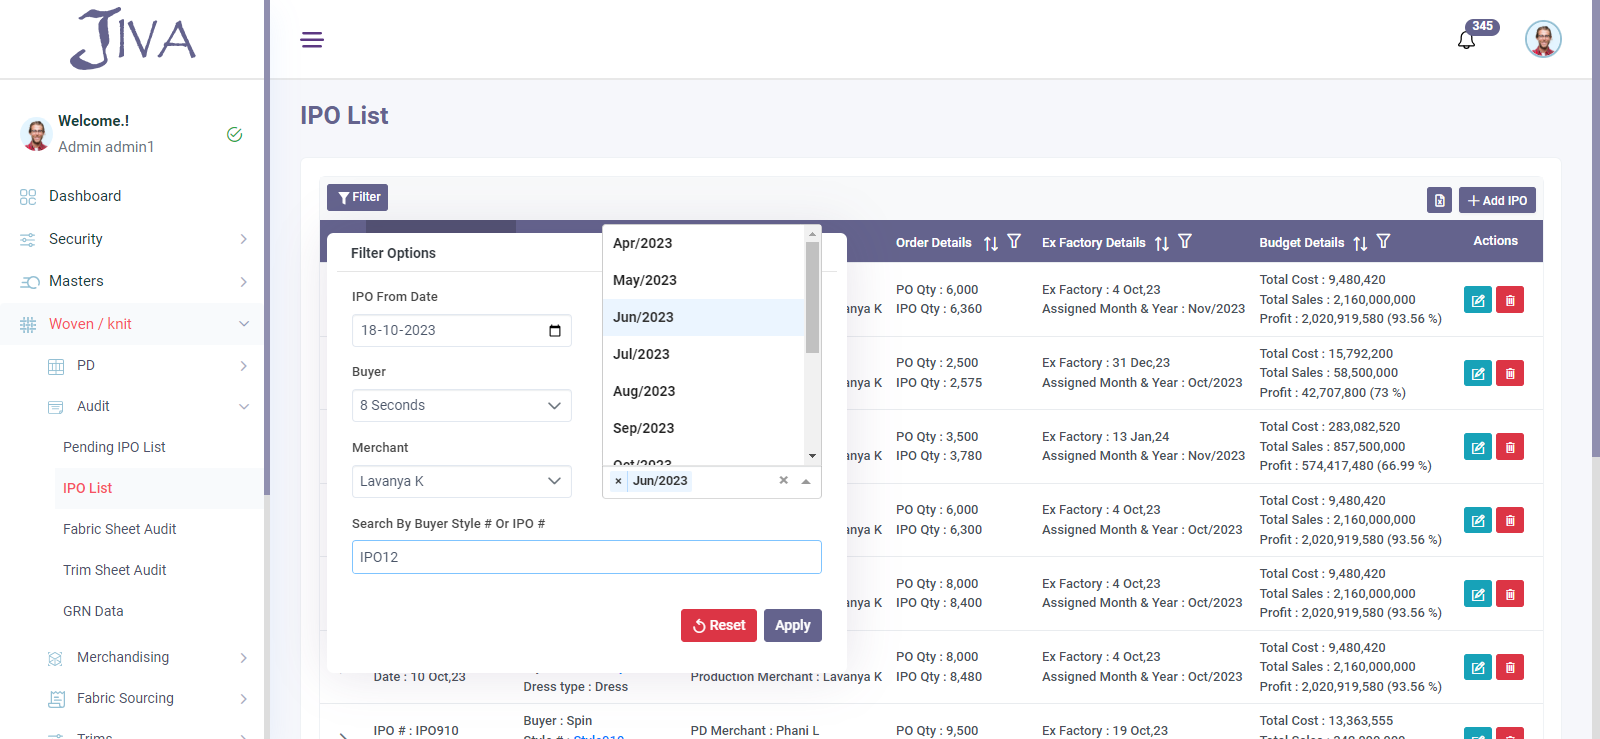 JIVA
345
Welcome.!
Admin admin1
Dashboard
Security
Masters
Woven / knit
PD
Audit
Pending IPO List
IPO List
Fabric Sheet Audit
Trim Sheet Audit
GRN Data
Merchandising
Fabric Sourcing
Trims
IPO List
Filter
+ Add IPO
Order Details
Ex Factory Details
Budget Details
Actions
Filter Options
IPO From Date
18-10-2023
Buyer
8 Seconds
Merchant
Lavanya K
Apr/2023
May/2023
Jun/2023
Jul/2023
Aug/2023
Sep/2023
Oct/2023
× Jun/2023 ×
Search By Buyer Style # Or IPO #
IPO12
Reset
Apply
anya K
PO Qty : 6,000
IPO Qty : 6,360
Ex Factory : 4 Oct,23
Assigned Month & Year : Nov/2023
Total Cost : 9,480,420
Total Sales : 2,160,000,000
Profit : 2,020,919,580 (93.56 %)
anya K
PO Qty : 2,500
IPO Qty : 2,575
Ex Factory : 31 Dec,23
Assigned Month & Year : Oct/2023
Total Cost : 15,792,200
Total Sales : 58,500,000
Profit : 42,707,800 (73 %)
anya K
PO Qty : 3,500
IPO Qty : 3,780
Ex Factory : 13 Jan,24
Assigned Month & Year : Nov/2023
Total Cost : 283,082,520
Total Sales : 857,500,000
Profit : 574,417,480 (66.99 %)
anya K
PO Qty : 6,000
IPO Qty : 6,300
Ex Factory : 4 Oct,23
Assigned Month & Year : Oct/2023
Total Cost : 9,480,420
Total Sales : 2,160,000,000
Profit : 2,020,919,580 (93.56 %)
anya K
PO Qty : 8,000
IPO Qty : 8,400
Ex Factory : 4 Oct,23
Assigned Month & Year : Oct/2023
Total Cost : 9,480,420
Total Sales : 2,160,000,000
Profit : 2,020,919,580 (93.56 %)
Date : 10 Oct,23
Dress type : Dress
Production Merchant : Lavanya K
PO Qty : 8,000
IPO Qty : 8,480
Ex Factory : 4 Oct,23
Assigned Month & Year : Oct/2023
Total Cost : 9,480,420
Total Sales : 2,160,000,000
Profit : 2,020,919,580 (93.56 %)
IPO # : IPO910
Buyer : Spin
Style # : Style910
PD Merchant : Phani L
PO Qty : 9,500
Ex Factory : 19 Oct,23
Total Cost : 13,363,555